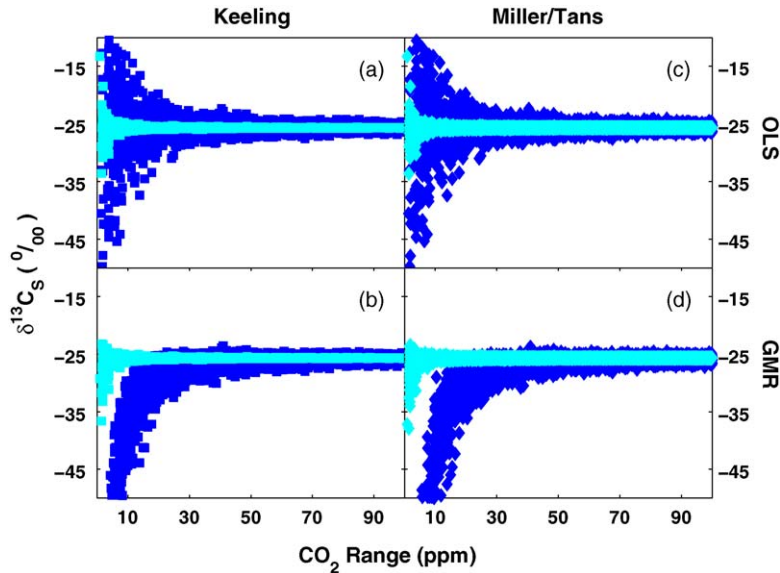 Keeling Miller/Tans
(a) (c)
−15 −15
−25 −25
−35 −35
−45 −45
OLS
δ¹³C_S ( ⁰/₀₀)
(b) (d)
−15 −15
−25 −25
−35 −35
−45 −45
GMR
10 30 50 70 90 10 30 50 70 90
CO₂ Range (ppm)